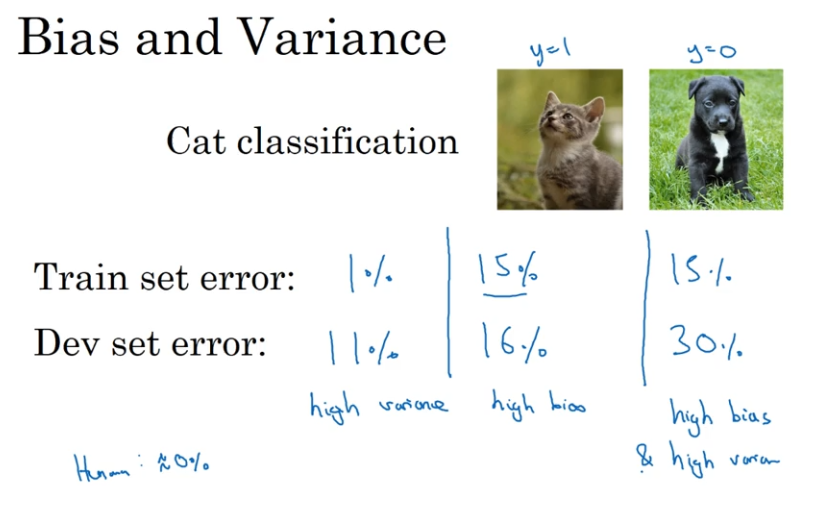 Bias and Variance
y=1 y=0
Cat classification
Train set error: 1% 15% 15%
Dev set error: 11% 16% 30%
high variance high bias high bias
& high varian
Human: ≈0%